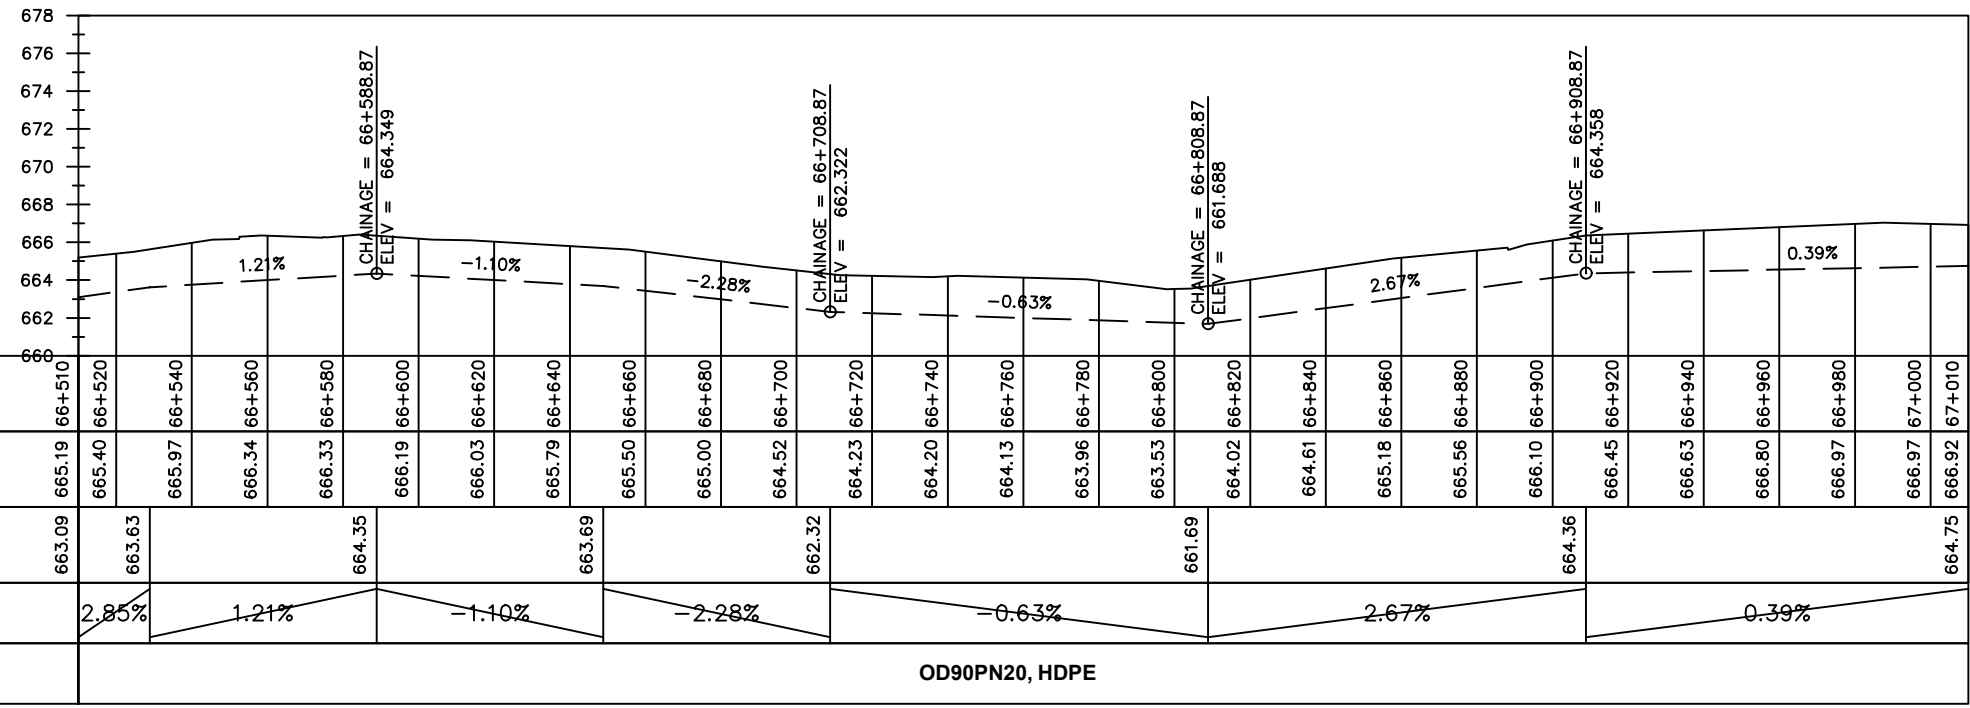 678
676
674
672
670
668
666
664
662
660
CHAINAGE = 66+588.87
ELEV = 664.349
CHAINAGE = 66+708.87
ELEV = 662.322
CHAINAGE = 66+808.87
ELEV = 661.688
CHAINAGE = 66+908.87
ELEV = 664.358
1.21% -1.10% -2.28% -0.63% 2.67% 0.39%
66+510 66+520 66+540 66+560 66+580 66+600 66+620 66+640 66+660 66+680 66+700 66+720 66+740 66+760 66+780 66+800 66+820 66+840 66+860 66+880 66+900 66+920 66+940 66+960 66+980 67+000 67+010
665.19 665.40 665.97 666.34 666.33 666.19 666.03 665.79 665.50 665.00 664.52 664.23 664.20 664.13 663.96 663.53 664.02 664.61 665.18 665.56 666.10 666.45 666.63 666.80 666.97 666.97 666.92
663.09 663.63 664.35 663.69 662.32 661.69 664.36 664.75
2.85% 1.21% -1.10% -2.28% -0.63% 2.67% 0.39%
OD90PN20, HDPE